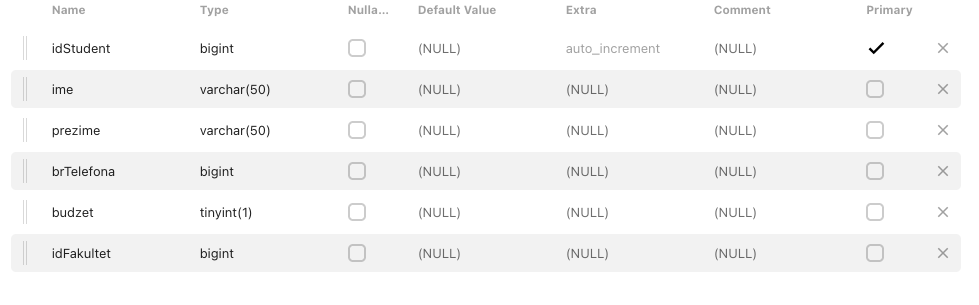 Name Type Nulla... Default Value Extra Comment Primary
idStudent bigint (NULL) auto_increment (NULL)
ime varchar(50) (NULL) (NULL) (NULL)
prezime varchar(50) (NULL) (NULL) (NULL)
brTelefona bigint (NULL) (NULL) (NULL)
budzet tinyint(1) (NULL) (NULL) (NULL)
idFakultet bigint (NULL) (NULL) (NULL)